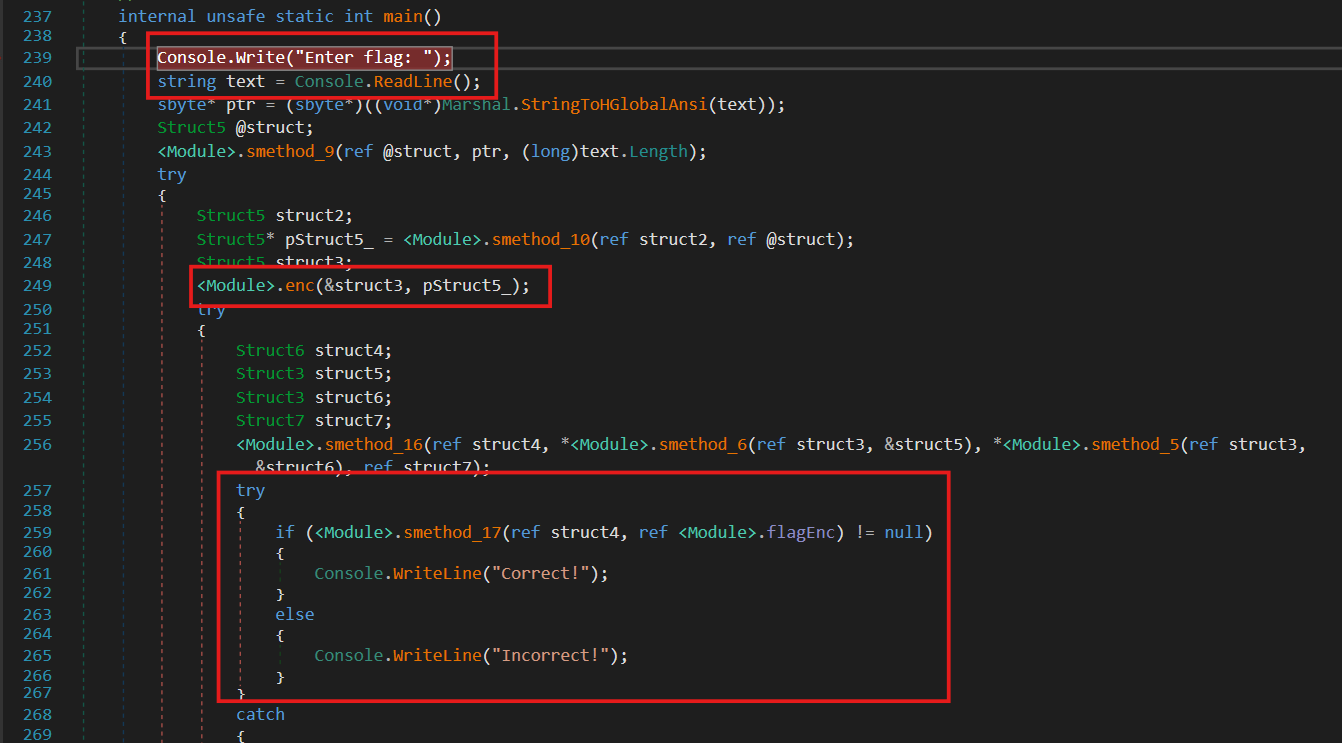 237 internal unsafe static int main()
238 {
239 Console.Write("Enter flag: ");
240 string text = Console.ReadLine();
241 sbyte* ptr = (sbyte*)((void*)Marshal.StringToHGlobalAnsi(text));
242 Struct5 @struct;
243 <Module>.smethod_9(ref @struct, ptr, (long)text.Length);
244 try
245 {
246 Struct5 struct2;
247 Struct5* pStruct5_ = <Module>.smethod_10(ref struct2, ref @struct);
248 Struct5 struct3;
249 <Module>.enc(&struct3, pStruct5_);
250 try
251 {
252 Struct6 struct4;
253 Struct3 struct5;
254 Struct3 struct6;
255 Struct7 struct7;
256 <Module>.smethod_16(ref struct4, *<Module>.smethod_6(ref struct3, &struct5), *<Module>.smethod_5(ref struct3,
&struct6), ref struct7);
257 try
258 {
259 if (<Module>.smethod_17(ref struct4, ref <Module>.flagEnc) != null)
260 {
261 Console.WriteLine("Correct!");
262 }
263 else
264 {
265 Console.WriteLine("Incorrect!");
266 }
267 }
268 catch
269 {